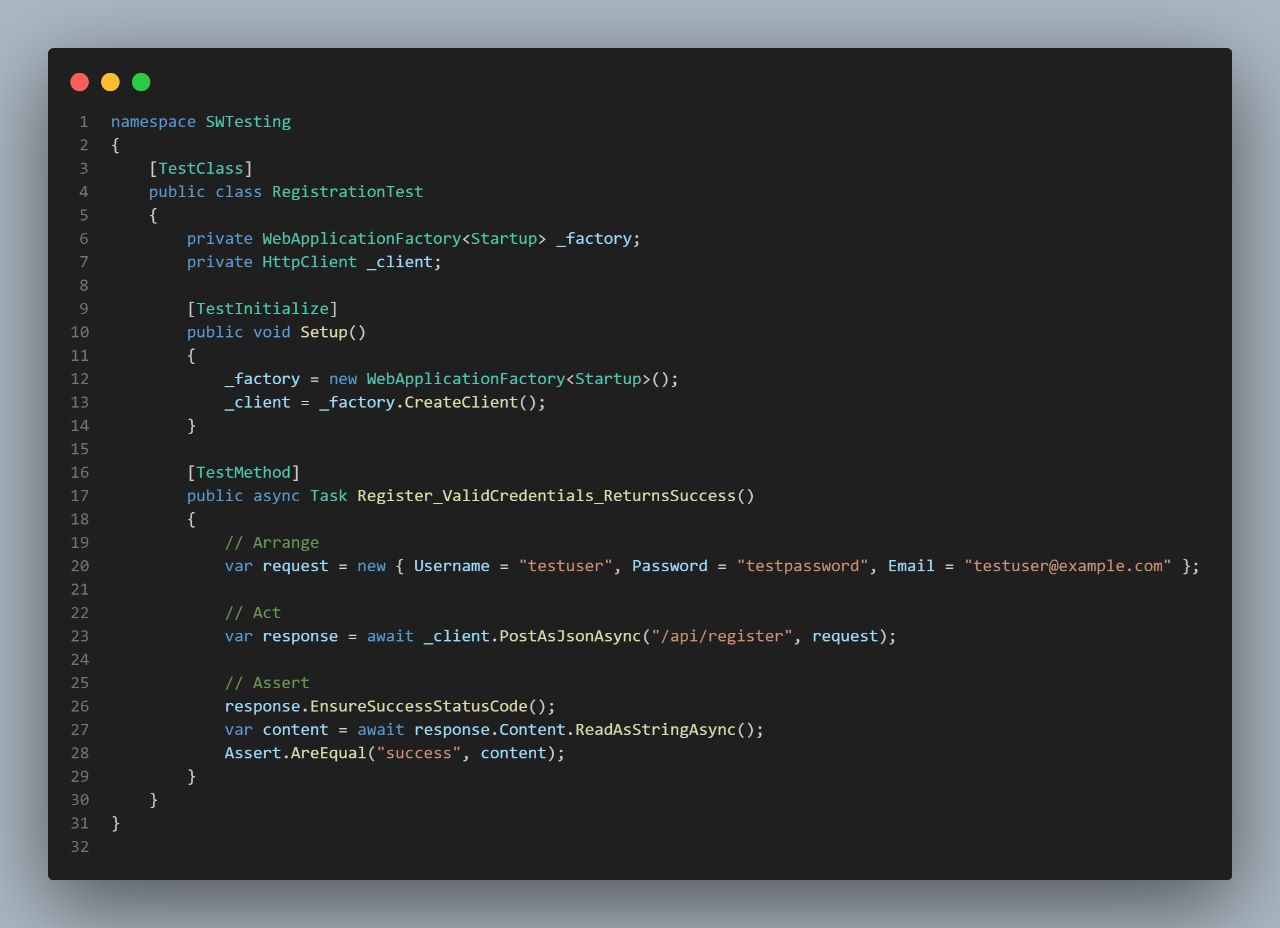 1 namespace SWTesting
2 {
3     [TestClass]
4     public class RegistrationTest
5     {
6         private WebApplicationFactory<Startup> _factory;
7         private HttpClient _client;
8
9         [TestInitialize]
10         public void Setup()
11         {
12             _factory = new WebApplicationFactory<Startup>();
13             _client = _factory.CreateClient();
14         }
15
16         [TestMethod]
17         public async Task Register_ValidCredentials_ReturnsSuccess()
18         {
19             // Arrange
20             var request = new { Username = "testuser", Password = "testpassword", Email = "testuser@example.com" };
21
22             // Act
23             var response = await _client.PostAsJsonAsync("/api/register", request);
24
25             // Assert
26             response.EnsureSuccessStatusCode();
27             var content = await response.Content.ReadAsStringAsync();
28             Assert.AreEqual("success", content);
29         }
30     }
31 }
32